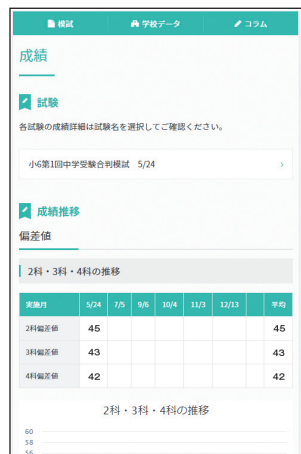 模試 学校データ コラム
成績
試験
各試験の成績詳細は試験名を選択してご確認ください。
小6第1回中学受験合判模試 5/24
成績推移
偏差値
2科・3科・4科の推移
実施月 5/24 7/5 9/6 10/4 11/3 12/13 平均
2科偏差値 45 45
3科偏差値 43 43
4科偏差値 42 42
2科・3科・4科の推移
60
58
56